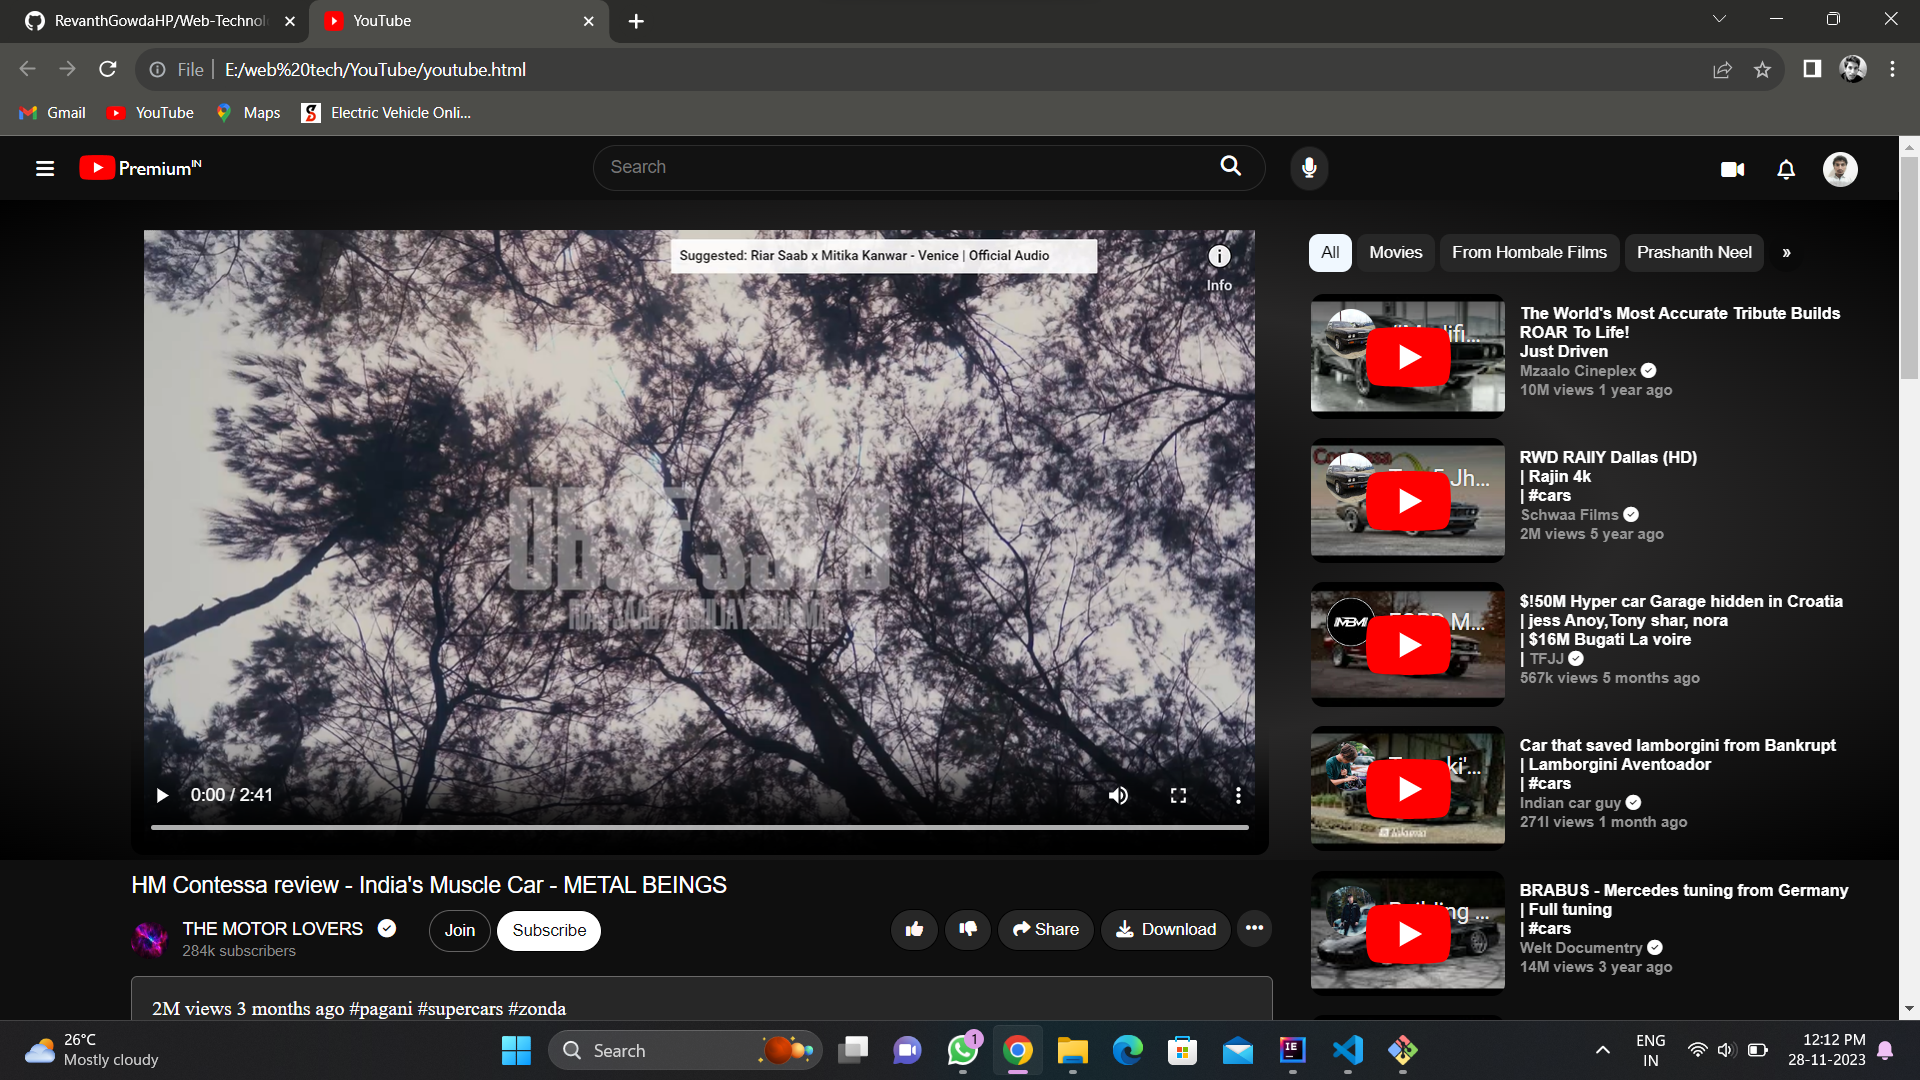 RevanthGowdaHP/Web-Technol
YouTube
File
E:/web%20tech/YouTube/youtube.html
Gmail
YouTube
Maps
Electric Vehicle Onli...
Premium IN
Search
Suggested: Riar Saab x Mitika Kanwar - Venice | Official Audio
Info
0:00 / 2:41
All
Movies
From Hombale Films
Prashanth Neel
»
The World's Most Accurate Tribute Builds
ROAR To Life!
Just Driven
Mzaalo Cineplex
10M views 1 year ago
RWD RAllY Dallas (HD)
| Rajin 4k
| #cars
Schwaa Films
2M views 5 year ago
$!50M Hyper car Garage hidden in Croatia
| jess Anoy,Tony shar, nora
| $16M Bugati La voire
| TFJJ
567k views 5 months ago
Car that saved lamborgini from Bankrupt
| Lamborgini Aventoador
| #cars
Indian car guy
271l views 1 month ago
BRABUS - Mercedes tuning from Germany
| Full tuning
| #cars
Welt Documentry
14M views 3 year ago
HM Contessa review - India's Muscle Car - METAL BEINGS
THE MOTOR LOVERS
284k subscribers
Join
Subscribe
Share
Download
2M views 3 months ago #pagani #supercars #zonda
26°C
Mostly cloudy
Search
1
ENG
IN
12:12 PM
28-11-2023